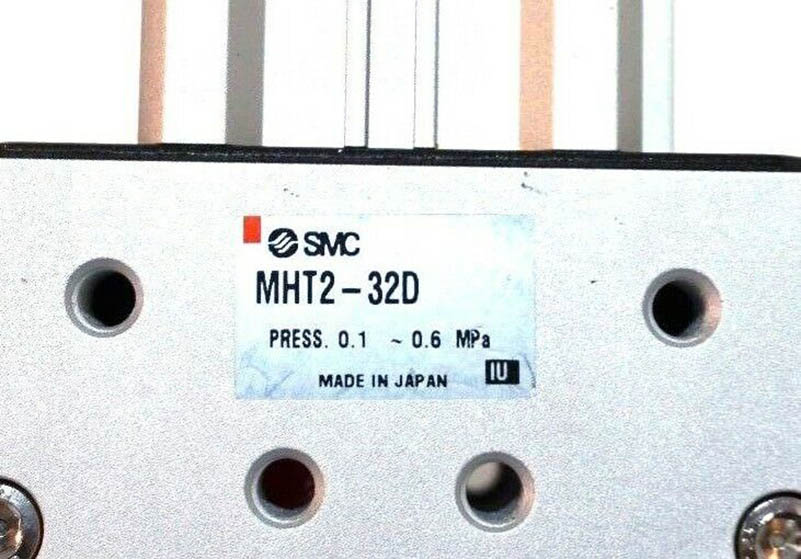 SMC
MHT2-32D
PRESS. 0.1 ~ 0.6 MPa
MADE IN JAPAN IU